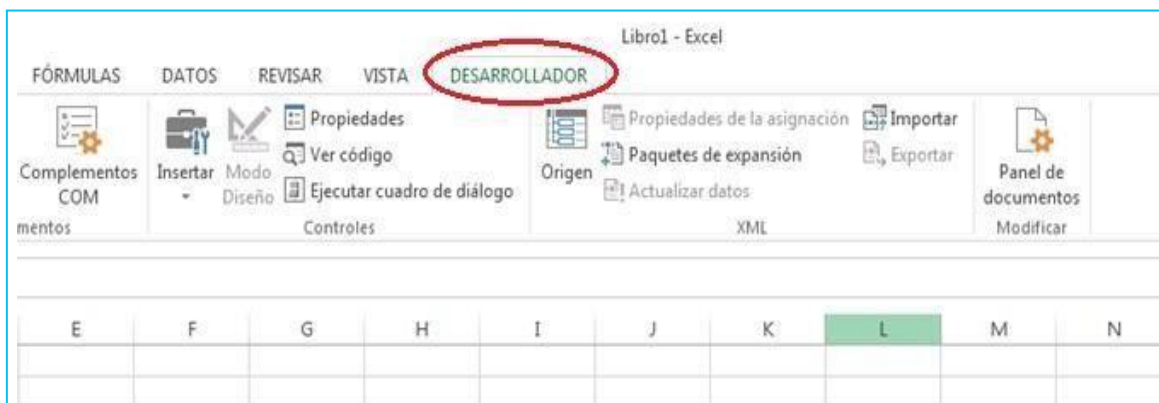 Libro1 - Excel
FÓRMULAS DATOS REVISAR VISTA DESARROLLADOR
Complementos COM
Insertar
Modo Diseño
Propiedades
Ver código
Ejecutar cuadro de diálogo
Origen
Propiedades de la asignación
Paquetes de expansión
Actualizar datos
Importar
Exportar
Panel de documentos
mentos Controles XML Modificar
E F G H I J K L M N